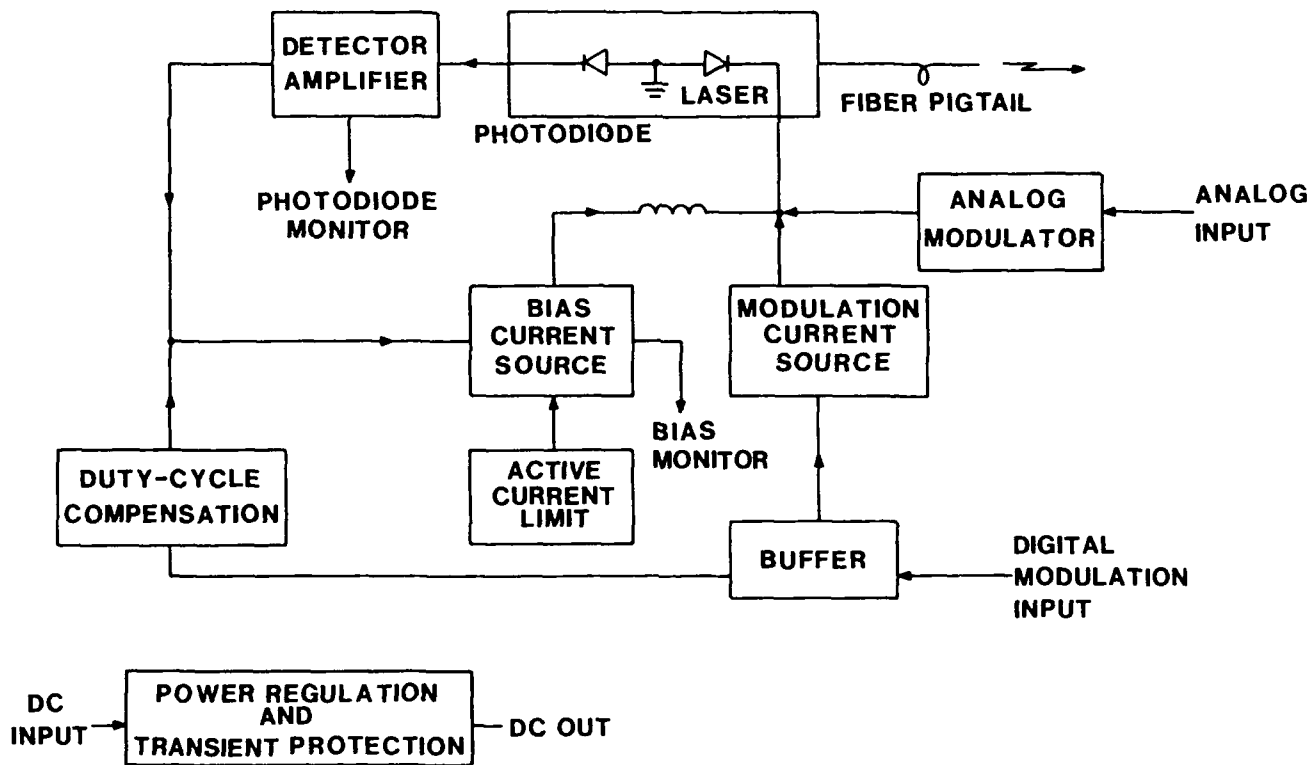 DETECTOR
AMPLIFIER
LASER
PHOTODIODE
FIBER PIGTAIL
PHOTODIODE
MONITOR
ANALOG
MODULATOR
ANALOG
INPUT
BIAS
CURRENT
SOURCE
MODULATION
CURRENT
SOURCE
BIAS
MONITOR
DUTY-CYCLE
COMPENSATION
ACTIVE
CURRENT
LIMIT
BUFFER
DIGITAL
MODULATION
INPUT
DC
INPUT
POWER REGULATION
AND
TRANSIENT PROTECTION
DC OUT